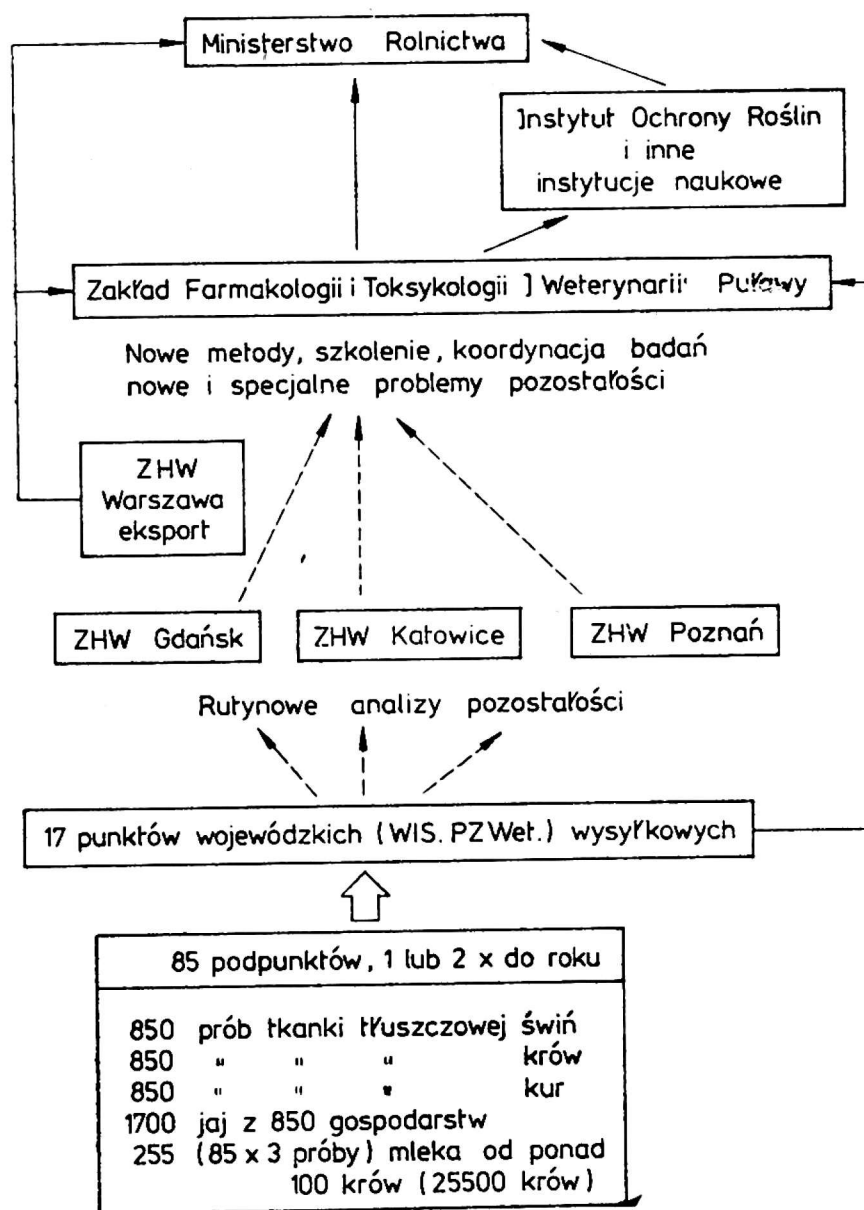 Ministerstwo Rolnictwa
Instytut Ochrony Roślin
i inne
instytucje naukowe
Zakład Farmakologii i Toksykologii I Weterynarii Puławy
Nowe metody, szkolenie, koordynacja badań
nowe i specjalne problemy pozostałości
ZHW
Warszawa
eksport
ZHW Gdańsk
ZHW Katowice
ZHW Poznań
Rutynowe analizy pozostałości
17 punktów wojewódzkich (WIS. PZWet.) wysyłkowych
85 podpunktów, 1 lub 2 x do roku
850 prób tkanki tłuszczowej świń
850 " " " krów
850 " " " kur
1700 jaj z 850 gospodarstw
255 (85 x 3 próby) mleka od ponad
100 krów (25500 krów)